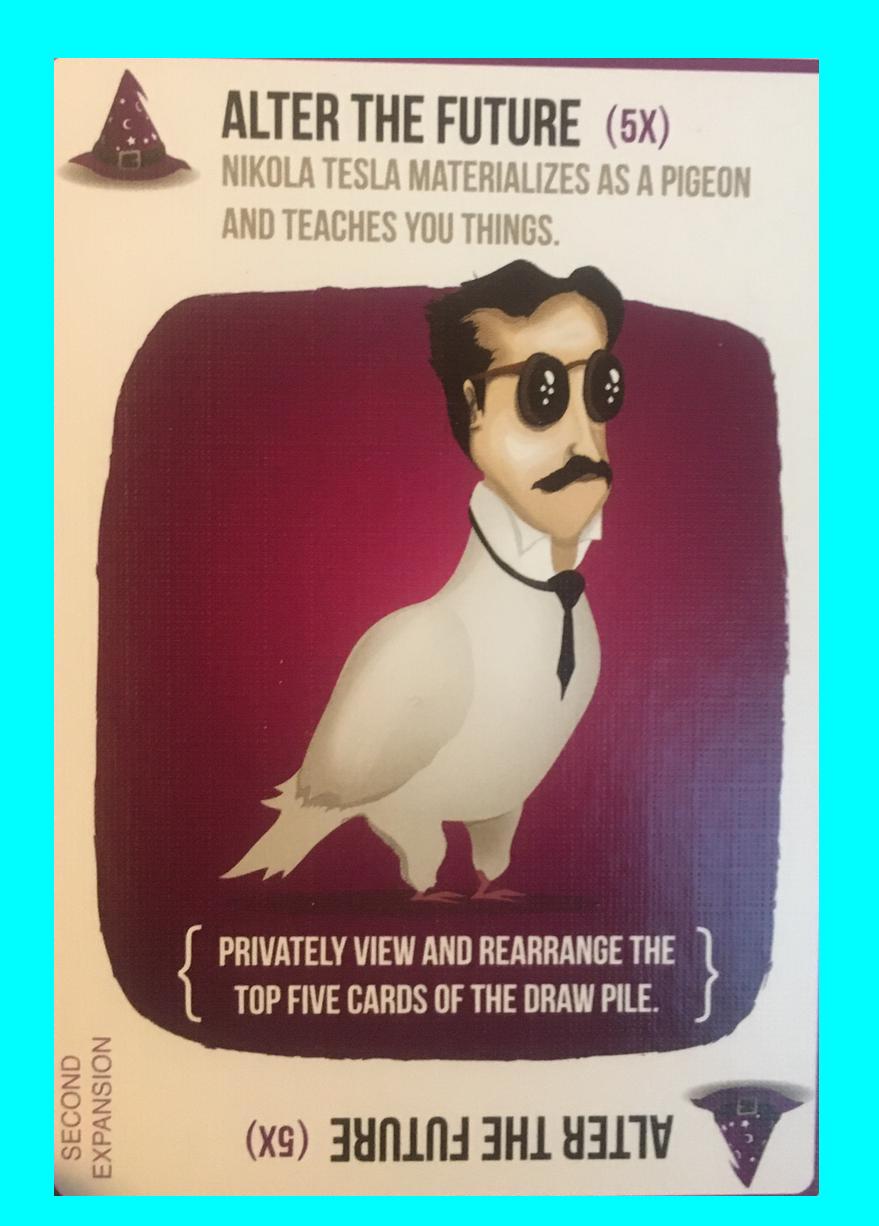 ALTER THE FUTURE (5X)
NIKOLA TESLA MATERIALIZES AS A PIGEON
AND TEACHES YOU THINGS.
{ PRIVATELY VIEW AND REARRANGE THE
TOP FIVE CARDS OF THE DRAW PILE. }
SECOND
EXPANSION
ALTER THE FUTURE (5X)